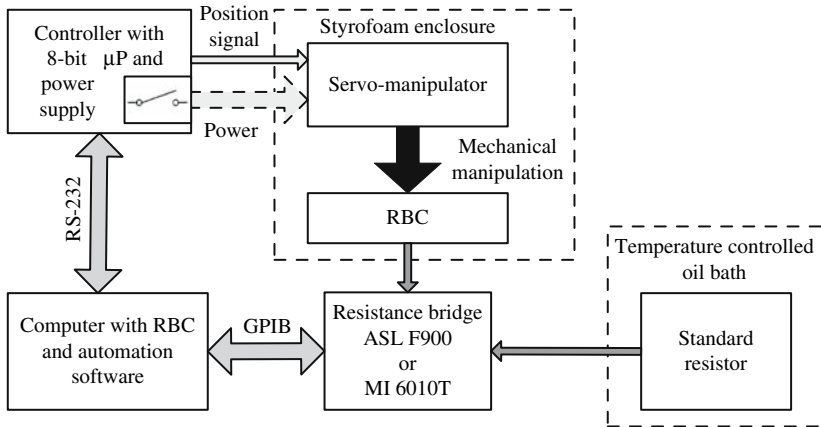 Controller with
8-bit μP and
power
supply
Position
signal
Power
Styrofoam enclosure
Servo-manipulator
Mechanical
manipulation
RBC
RS-232
Computer with RBC
and automation
software
GPIB
Resistance bridge
ASL F900
or
MI 6010T
Temperature controlled
oil bath
Standard
resistor